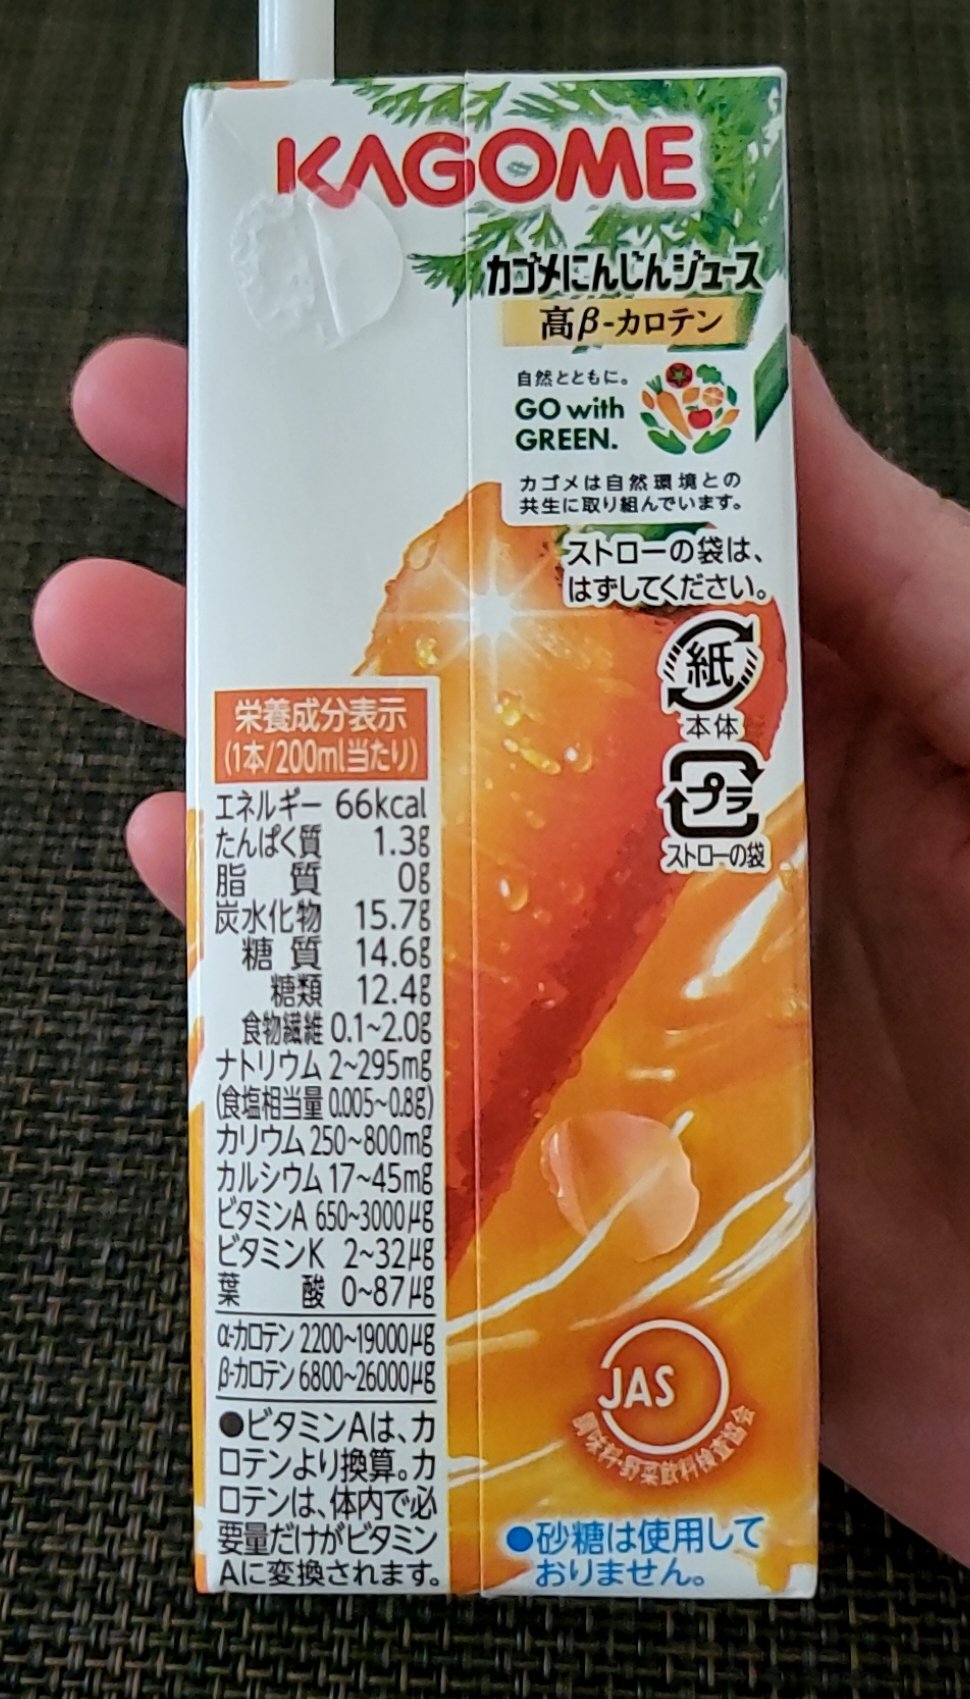 KAGOME
カゴメにんじんジュース
高β-カロテン
自然とともに。
GO with
GREEN.
カゴメは自然環境との
共生に取り組んでいます。
ストローの袋は、
はずしてください。
紙
本体
プラ
ストローの袋
栄養成分表示
(1本/200ml当たり)
エネルギー 66kcal
たんぱく質 1.3g
脂質 0g
炭水化物 15.7g
糖質 14.6g
糖類 12.4g
食物繊維 0.1~2.0g
ナトリウム 2~295mg
(食塩相当量 0.005~0.8g)
カリウム 250~800mg
カルシウム 17~45mg
ビタミンA 650~3000μg
ビタミンK 2~32μg
葉酸 0~87μg
α-カロテン 2200~19000μg
β-カロテン 6800~26000μg
●ビタミンAは、カ
ロテンより換算。カ
ロテンは、体内で必
要量だけがビタミン
Aに変換されます。
JAS
調味料・野菜飲料検査協会
●砂糖は使用して
おりません。